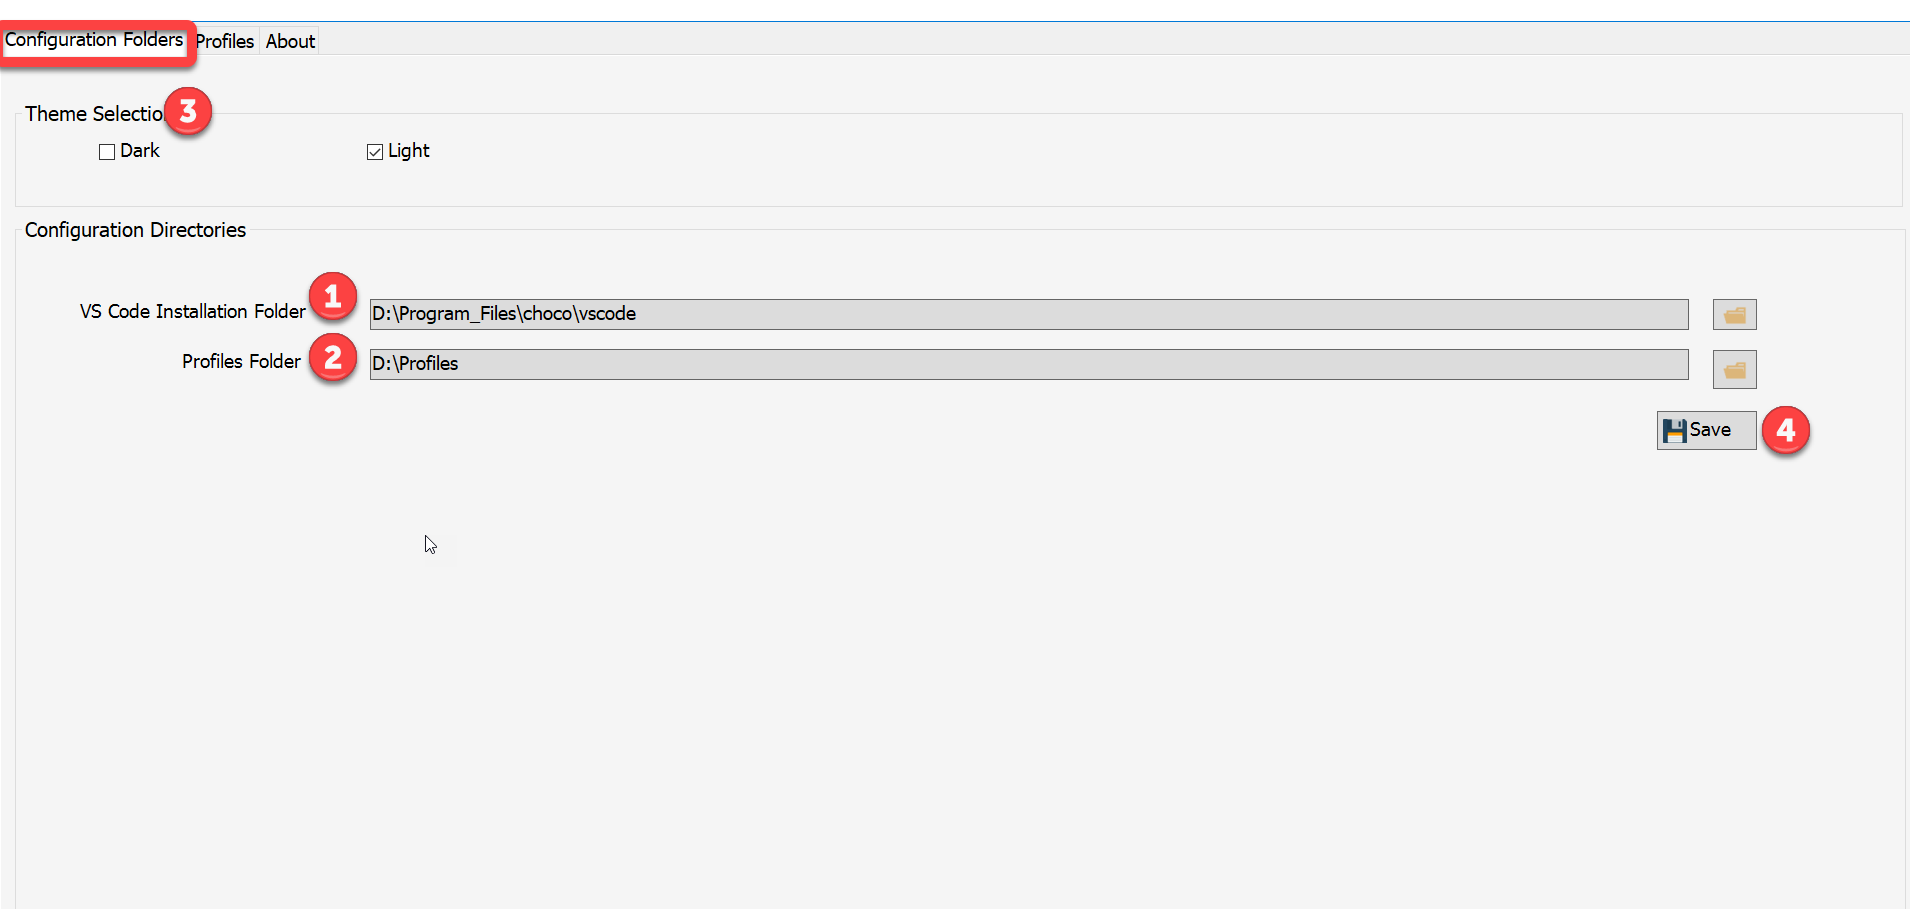 Configuration Folders Profiles About
Theme Selection 3
Dark Light
Configuration Directories
VS Code Installation Folder 1 D:\Program_Files\choco\vscode
Profiles Folder 2 D:\Profiles
Save 4